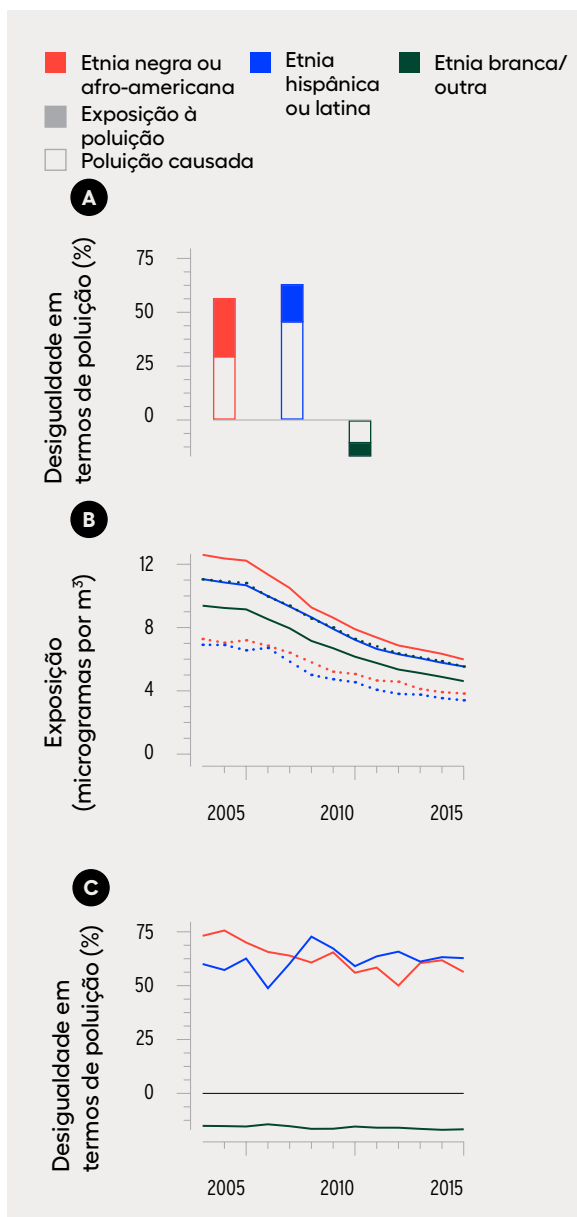 Etnia negra ou
afro-americana
Etnia
hispânica
ou latina
Etnia branca/
outra
Exposição à
poluição
Poluição causada
A
Desigualdade em
termos de poluição (%)
75
50
25
0
B
Exposição
(microgramas por m³)
12
8
4
0
2005
2010
2015
C
Desigualdade em
termos de poluição (%)
75
50
25
0
2005
2010
2015